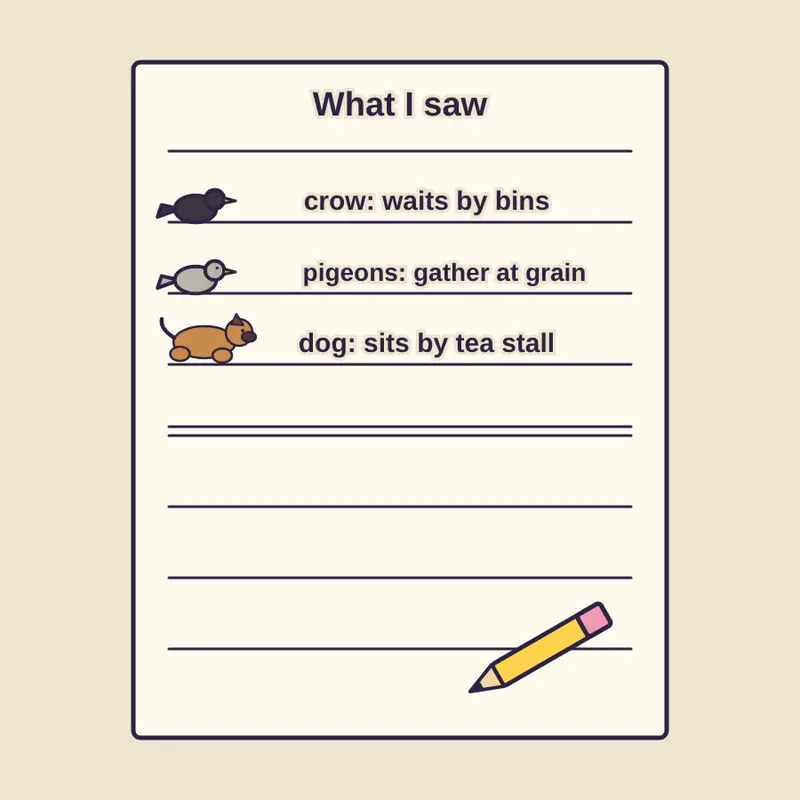 What I saw
crow: waits by bins
pigeons: gather at grain
dog: sits by tea stall